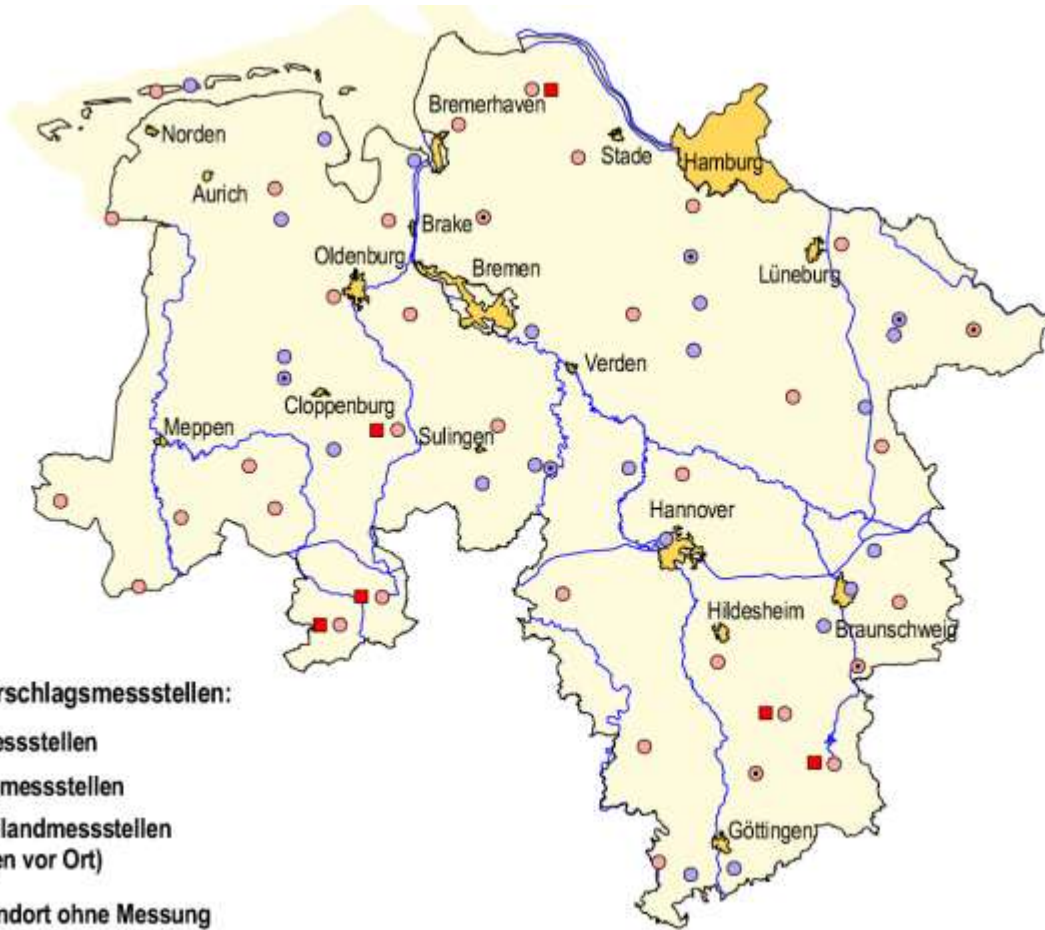 Bremerhaven
Norden
Stade
Hamburg
Aurich
Brake
Oldenburg
Bremen
Lüneburg
Verden
Cloppenburg
Meppen
Sulingen
Hannover
Hildesheim
Braunschweig
rschlagsmessstellen:
essstellen
messstellen
ilandmessstellen
en vor Ort)
Göttingen
ndort ohne Messung